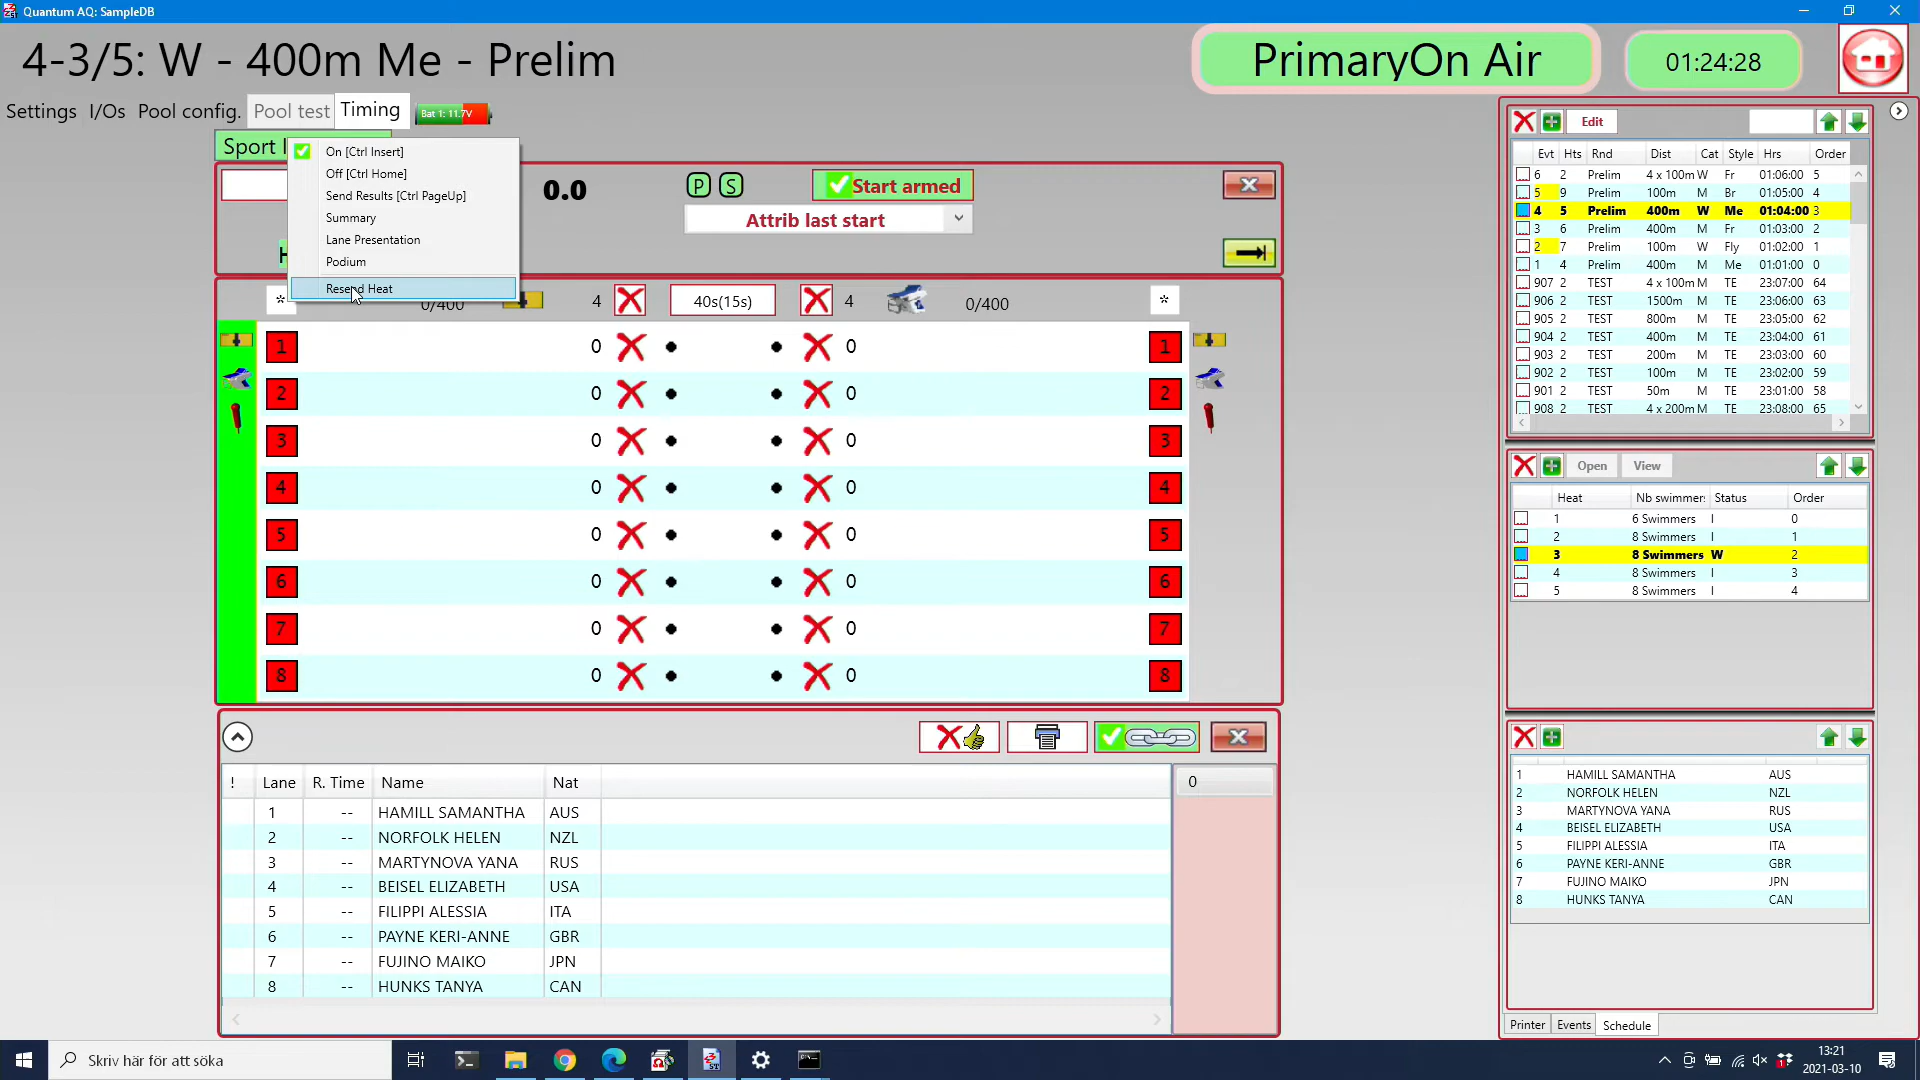 Quantum AQ: SampleDB
4-3/5: W - 400m Me - Prelim
PrimaryOn Air
01:24:28
Settings I/Os Pool config. Pool test Timing
Bat 1: 11.7V
Sport
On [Ctrl Insert]
Off [Ctrl Home]
Send Results [Ctrl PageUp]
Summary
Lane Presentation
Podium
Resend Heat
0.0
P S
Start armed
Attrib last start
H
* 0/400 4 40s(15s) 4 0/400 *
1 0 0 1
2 0 0 2
3 0 0 3
4 0 0 4
5 0 0 5
6 0 0 6
7 0 0 7
8 0 0 8
! Lane R. Time Name Nat 0
1 -- HAMILL SAMANTHA AUS
2 -- NORFOLK HELEN NZL
3 -- MARTYNOVA YANA RUS
4 -- BEISEL ELIZABETH USA
5 -- FILIPPI ALESSIA ITA
6 -- PAYNE KERI-ANNE GBR
7 -- FUJINO MAIKO JPN
8 -- HUNKS TANYA CAN
Edit
Evt Hts Rnd Dist Cat Style Hrs Order
6 2 Prelim 4 x 100m W Fr 01:06:00 5
5 9 Prelim 100m M Br 01:05:00 4
4 5 Prelim 400m W Me 01:04:00 3
3 6 Prelim 400m M Fr 01:03:00 2
2 7 Prelim 100m W Fly 01:02:00 1
1 4 Prelim 400m M Me 01:01:00 0
907 2 TEST 4 x 100m M TE 23:07:00 64
906 2 TEST 1500m M TE 23:06:00 63
905 2 TEST 800m M TE 23:05:00 62
904 2 TEST 400m M TE 23:04:00 61
903 2 TEST 200m M TE 23:03:00 60
902 2 TEST 100m M TE 23:02:00 59
901 2 TEST 50m M TE 23:01:00 58
908 2 TEST 4 x 200m M TE 23:08:00 65
Open View
Heat Nb swimmer: Status Order
1 6 Swimmers I 0
2 8 Swimmers I 1
3 8 Swimmers W 2
4 8 Swimmers I 3
5 8 Swimmers I 4
1 HAMILL SAMANTHA AUS
2 NORFOLK HELEN NZL
3 MARTYNOVA YANA RUS
4 BEISEL ELIZABETH USA
5 FILIPPI ALESSIA ITA
6 PAYNE KERI-ANNE GBR
7 FUJINO MAIKO JPN
8 HUNKS TANYA CAN
Printer Events Schedule
Skriv här för att söka
13:21
2021-03-10